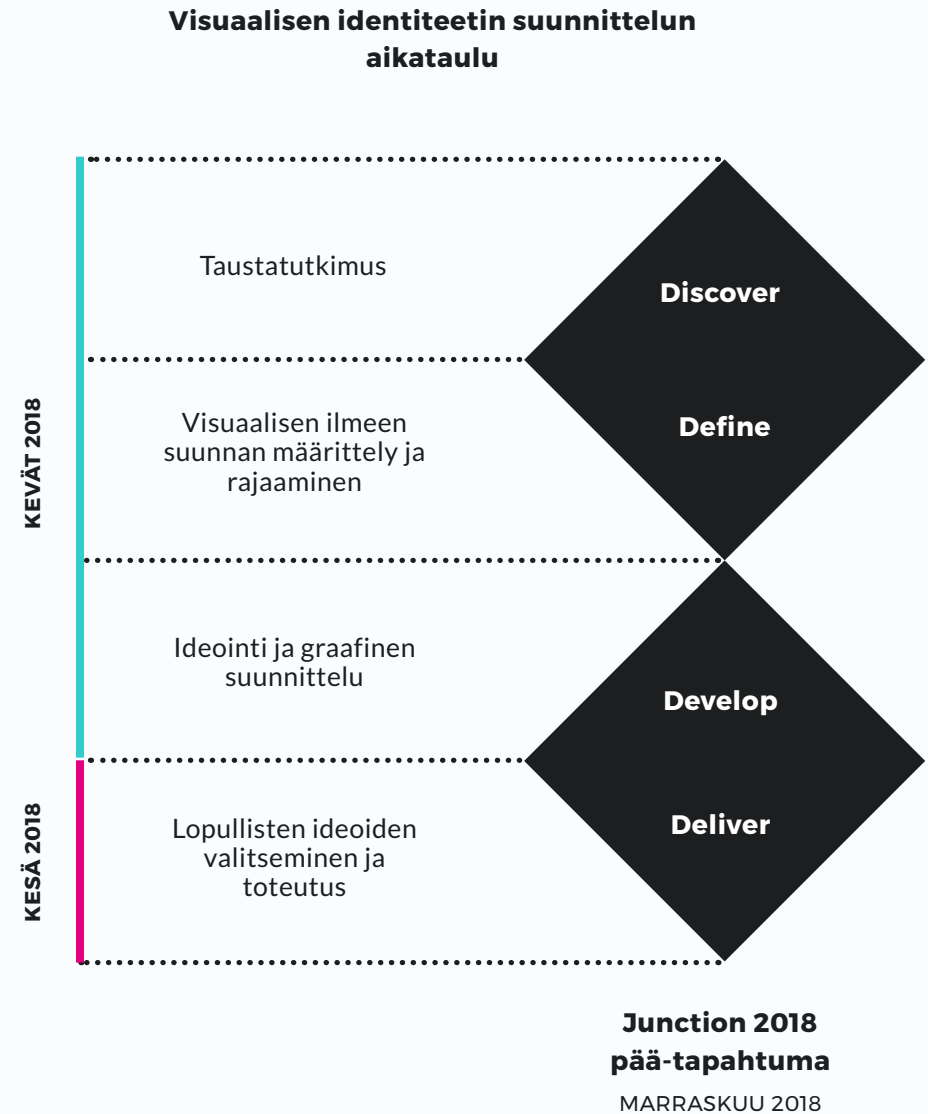 Visuaalisen identiteetin suunnittelun
aikataulu
KEVÄT 2018
Taustatutkimus
Discover
Visuaalisen ilmeen
suunnan määrittely ja
rajaaminen
Define
Ideointi ja graafinen
suunnittelu
Develop
KESÄ 2018
Lopullisten ideoiden
valitseminen ja
toteutus
Deliver
Junction 2018
pää-tapahtuma
MARRASKUU 2018